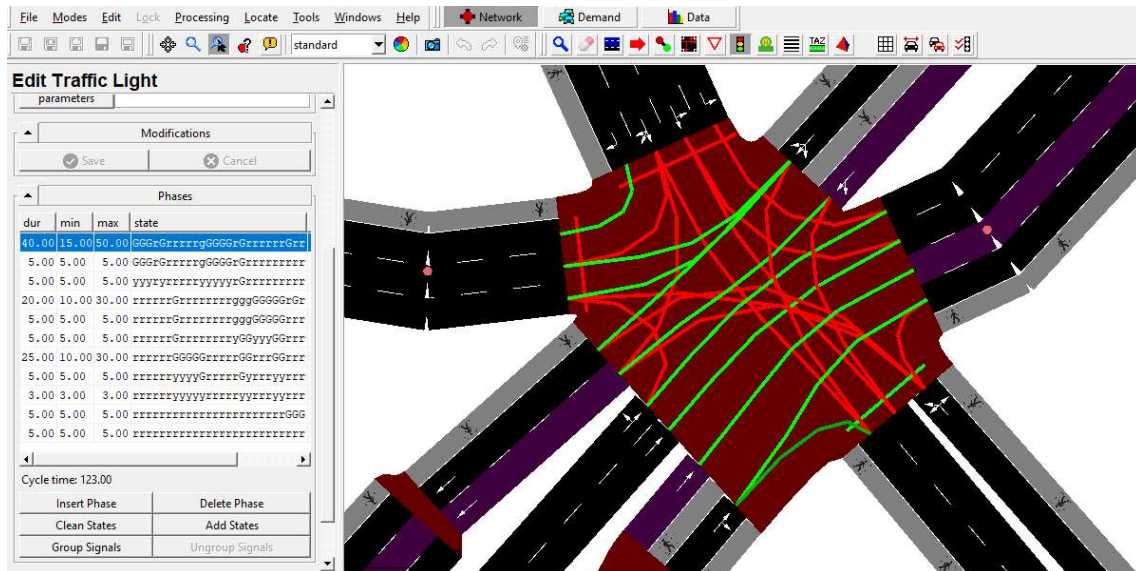 File Modes Edit Lock Processing Locate Tools Windows Help Network Demand Data
standard TAZ
Edit Traffic Light
parameters
Modifications
Save Cancel
Phases
dur min max state
40.00 15.00 50.00 GGGrGrrrrrgGGGGrGrrrrrrGrr
5.00 5.00 5.00 GGGrGrrrrrgGGGGrGrrrrrrrrr
5.00 5.00 5.00 yyyryrrrrryyyyyrGrrrrrrrrr
20.00 10.00 30.00 rrrrrrGrrrrrrrrgggGGGGGrGr
5.00 5.00 5.00 rrrrrrGrrrrrrrrgggGGGGGrrr
5.00 5.00 5.00 rrrrrrGrrrrrrrrryGGyyyGGrr
25.00 10.00 30.00 rrrrrrGGGGGrrrrrGGrrrGGrrr
5.00 5.00 5.00 rrrrrryyyyGrrrrrGyrrryyrrr
3.00 3.00 3.00 rrrrrryyyyyrrrrryyrrryyrrr
5.00 5.00 5.00 rrrrrrrrrrrrrrrrrrrrrrrGGG
5.00 5.00 5.00 rrrrrrrrrrrrrrrrrrrrrrrrrr
Cycle time: 123.00
Insert Phase Delete Phase
Clean States Add States
Group Signals Ungroup Signals